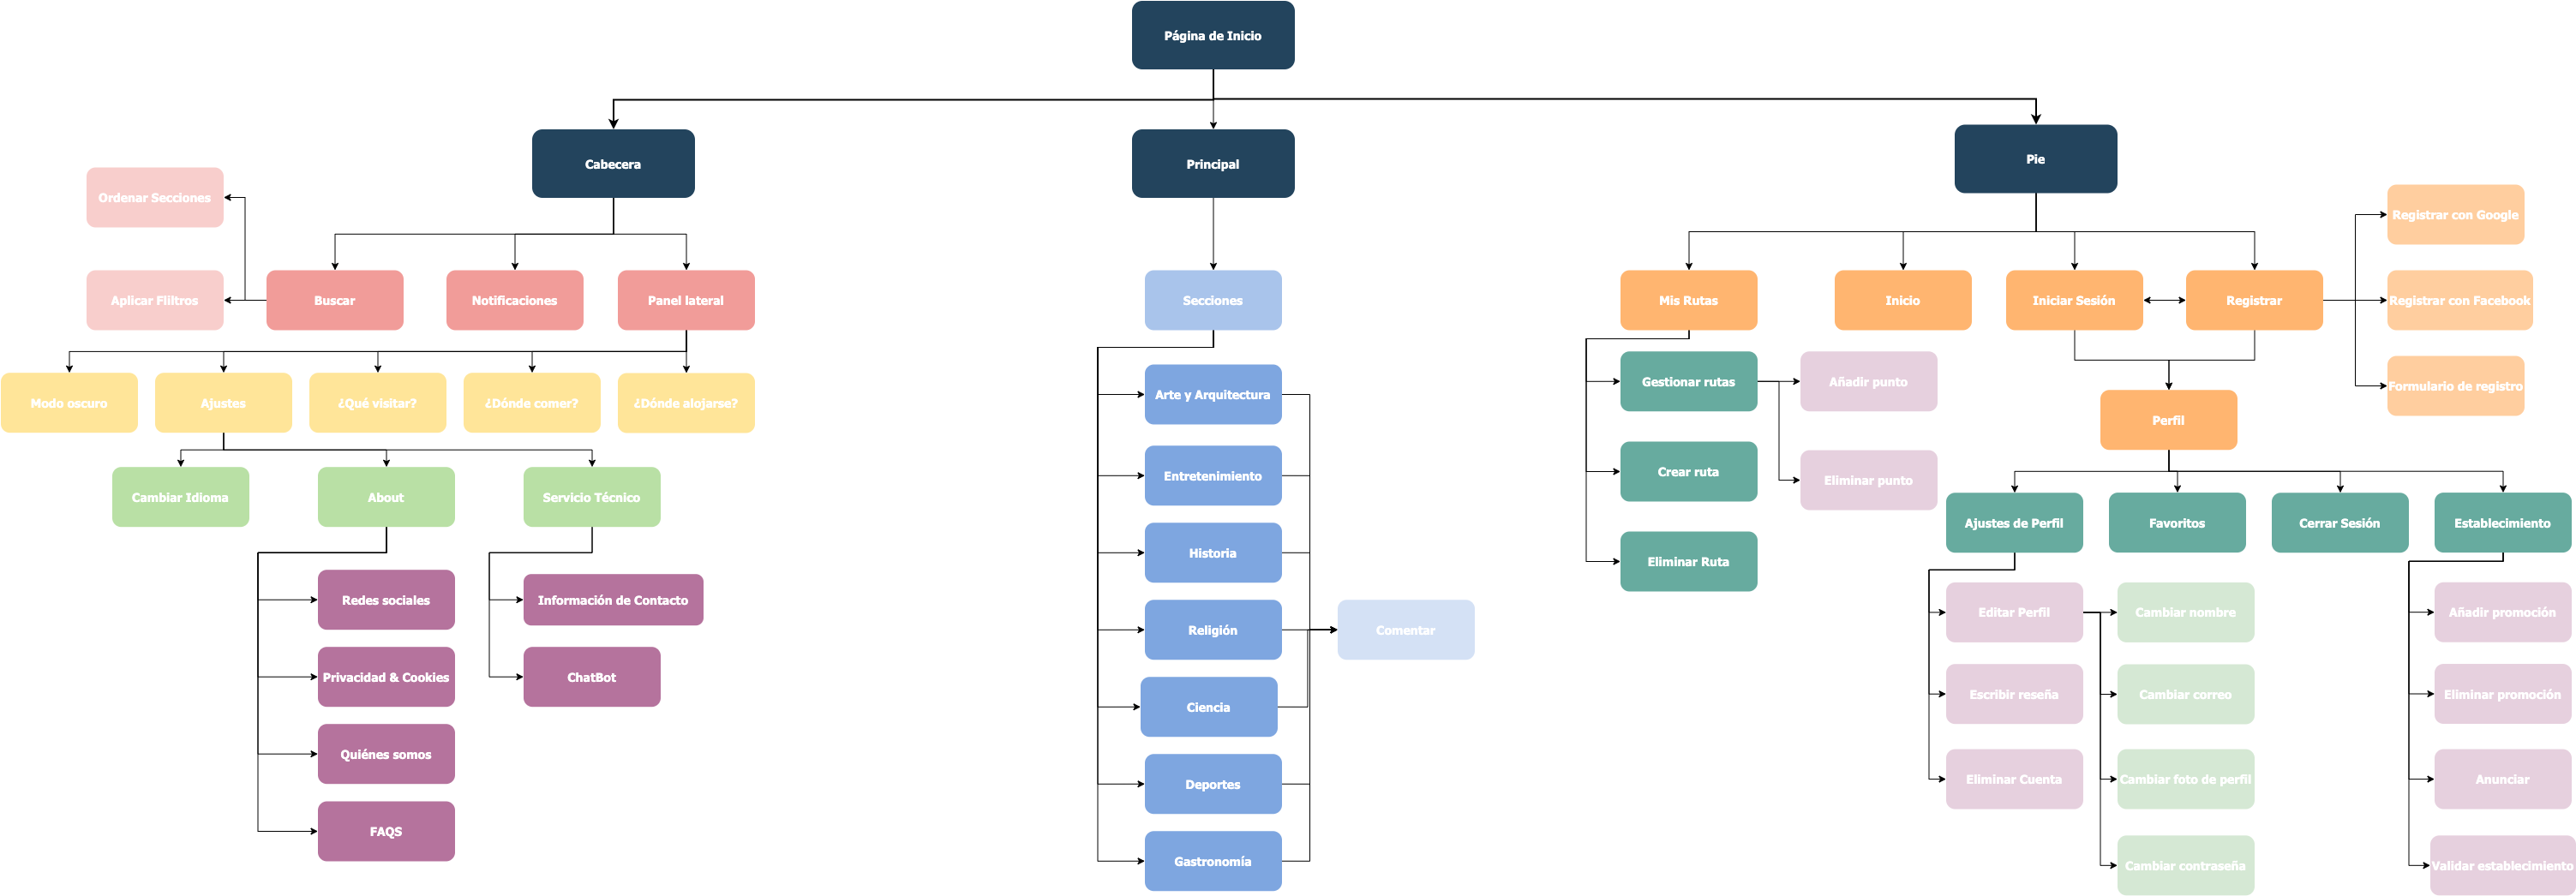 Página de Inicio
Cabecera
Principal
Pie
Ordenar Secciones
Registrar con Google
Aplicar Fliltros
Buscar
Notificaciones
Panel lateral
Secciones
Mis Rutas
Inicio
Iniciar Sesión
Registrar
Registrar con Facebook
Modo oscuro
Ajustes
¿Qué visitar?
¿Dónde comer?
¿Dónde alojarse?
Arte y Arquitectura
Gestionar rutas
Añadir punto
Formulario de registro
Perfil
Cambiar Idioma
About
Servicio Técnico
Entretenimiento
Crear ruta
Eliminar punto
Ajustes de Perfil
Favoritos
Cerrar Sesión
Establecimiento
Historia
Eliminar Ruta
Redes sociales
Información de Contacto
Religión
Comentar
Editar Perfil
Cambiar nombre
Añadir promoción
Privacidad & Cookies
ChatBot
Ciencia
Escribir reseña
Cambiar correo
Eliminar promoción
Quiénes somos
Deportes
Eliminar Cuenta
Cambiar foto de perfil
Anunciar
FAQS
Gastronomía
Cambiar contraseña
Validar establecimiento